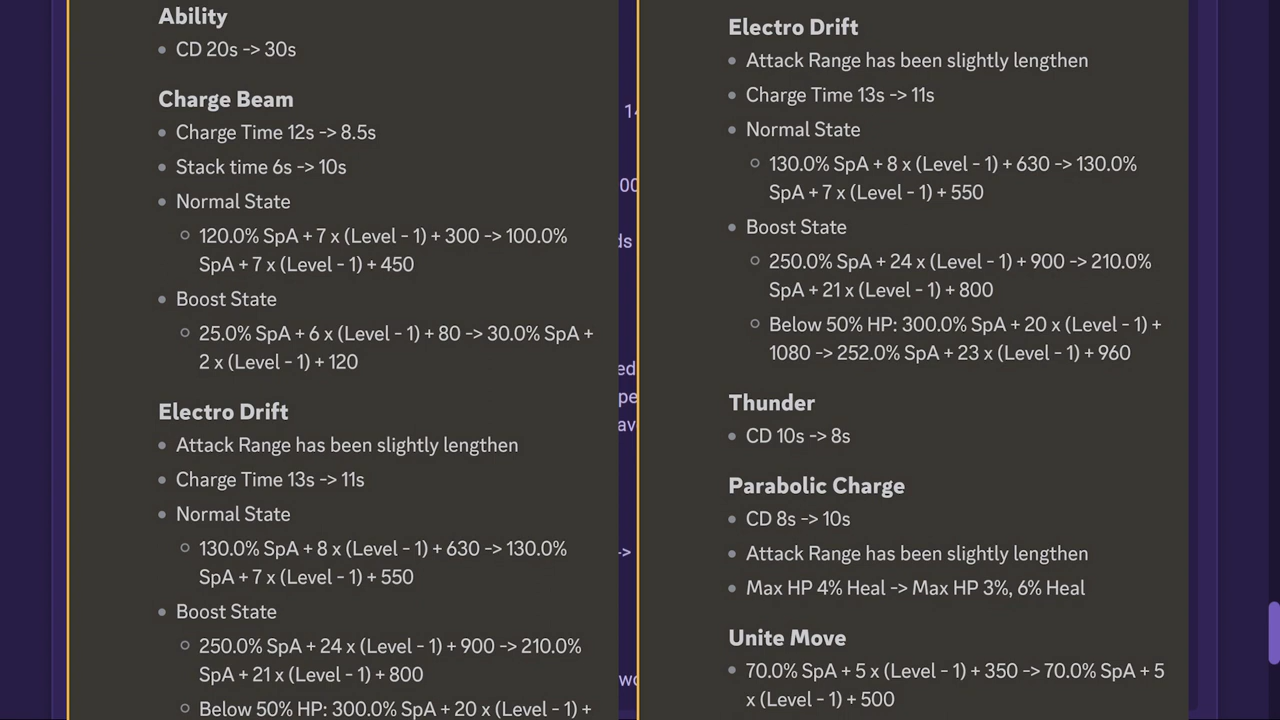 Ability
CD 20s -> 30s
Charge Beam
Charge Time 12s -> 8.5s
Stack time 6s -> 10s
Normal State
120.0% SpA + 7 x (Level - 1) + 300 -> 100.0%
SpA + 7 x (Level - 1) + 450
Boost State
25.0% SpA + 6 x (Level - 1) + 80 -> 30.0% SpA +
2 x (Level - 1) + 120
Electro Drift
Attack Range has been slightly lengthen
Charge Time 13s -> 11s
Normal State
130.0% SpA + 8 x (Level - 1) + 630 -> 130.0%
SpA + 7 x (Level - 1) + 550
Boost State
250.0% SpA + 24 x (Level - 1) + 900 -> 210.0%
SpA + 21 x (Level - 1) + 800
Below 50% HP: 300.0% SpA + 20 x (Level - 1) +
Electro Drift
Attack Range has been slightly lengthen
Charge Time 13s -> 11s
Normal State
130.0% SpA + 8 x (Level - 1) + 630 -> 130.0%
SpA + 7 x (Level - 1) + 550
Boost State
250.0% SpA + 24 x (Level - 1) + 900 -> 210.0%
SpA + 21 x (Level - 1) + 800
Below 50% HP: 300.0% SpA + 20 x (Level - 1) +
1080 -> 252.0% SpA + 23 x (Level - 1) + 960
Thunder
CD 10s -> 8s
Parabolic Charge
CD 8s -> 10s
Attack Range has been slightly lengthen
Max HP 4% Heal -> Max HP 3%, 6% Heal
Unite Move
70.0% SpA + 5 x (Level - 1) + 350 -> 70.0% SpA + 5
x (Level - 1) + 500